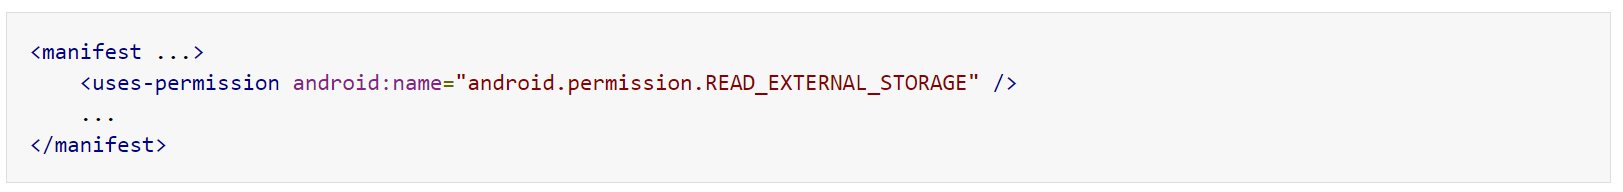 <manifest ...>
    <uses-permission android:name="android.permission.READ_EXTERNAL_STORAGE" />
    ...
</manifest>